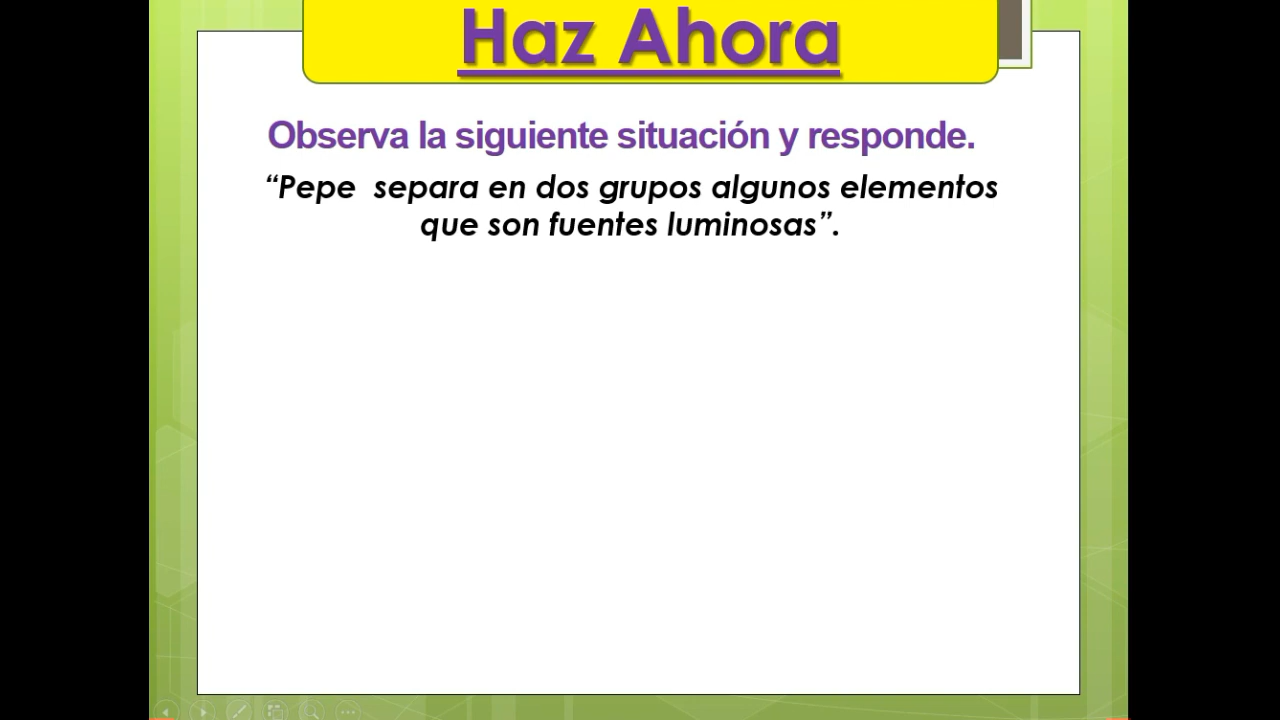 Haz Ahora
Observa la siguiente situación y responde.
“Pepe  separa en dos grupos algunos elementos
que son fuentes luminosas”.